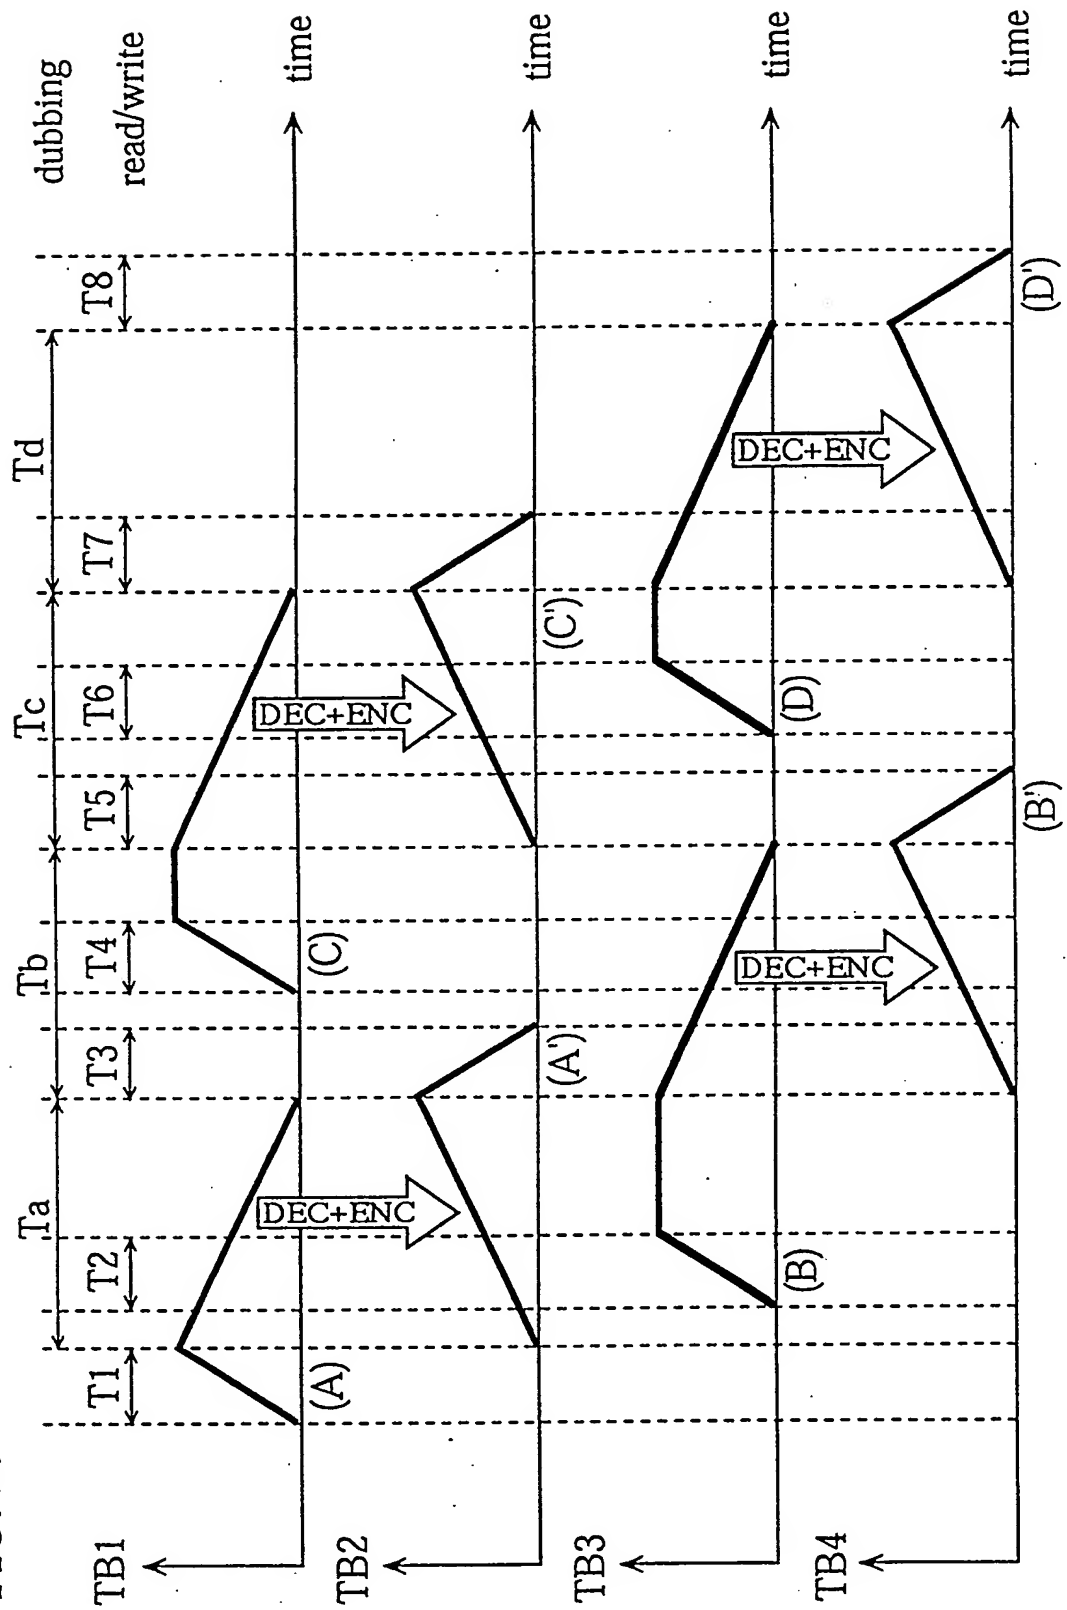 Ta Tb Tc Td dubbing
T1 T2 T3 T4 T5 T6 T7 T8 read/write
TB1
time
(A) (C)
DEC+ENC DEC+ENC
TB2
time
(A') (C')
TB3
time
(B) (D)
DEC+ENC DEC+ENC
TB4
time
(B') (D')